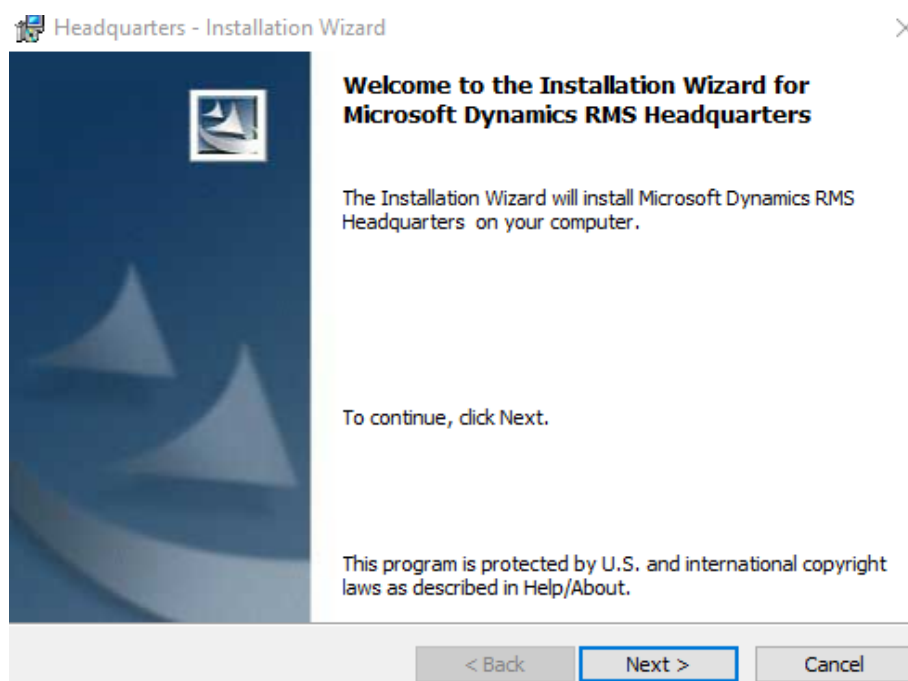 Headquarters - Installation Wizard
Welcome to the Installation Wizard for
Microsoft Dynamics RMS Headquarters
The Installation Wizard will install Microsoft Dynamics RMS
Headquarters  on your computer.
To continue, click Next.
This program is protected by U.S. and international copyright
laws as described in Help/About.
< Back Next > Cancel